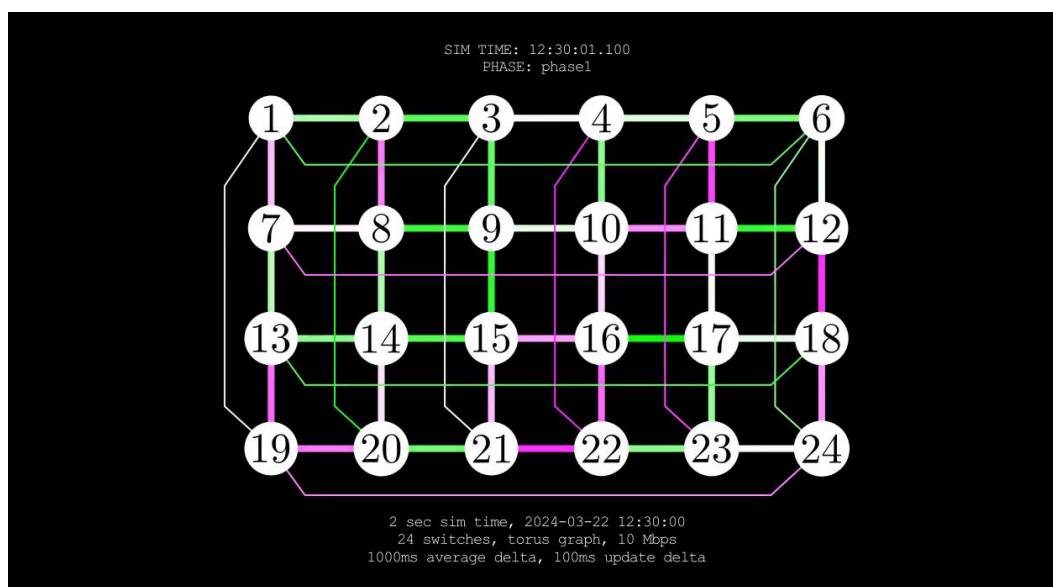 SIM TIME: 12:30:01.100
PHASE: phase1
1 2 3 4 5 6
7 8 9 10 11 12
13 14 15 16 17 18
19 20 21 22 23 24
2 sec sim time, 2024-03-22 12:30:00
24 switches, torus graph, 10 Mbps
1000ms average delta, 100ms update delta